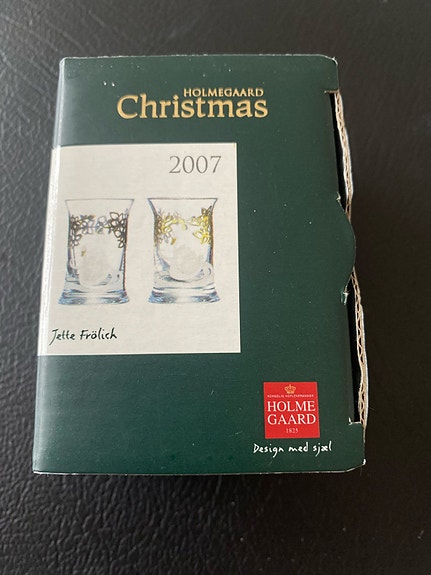 HOLMEGAARD
Christmas
2007
Jette Frölich
HOLME
GAARD
1825
Design med sjæl